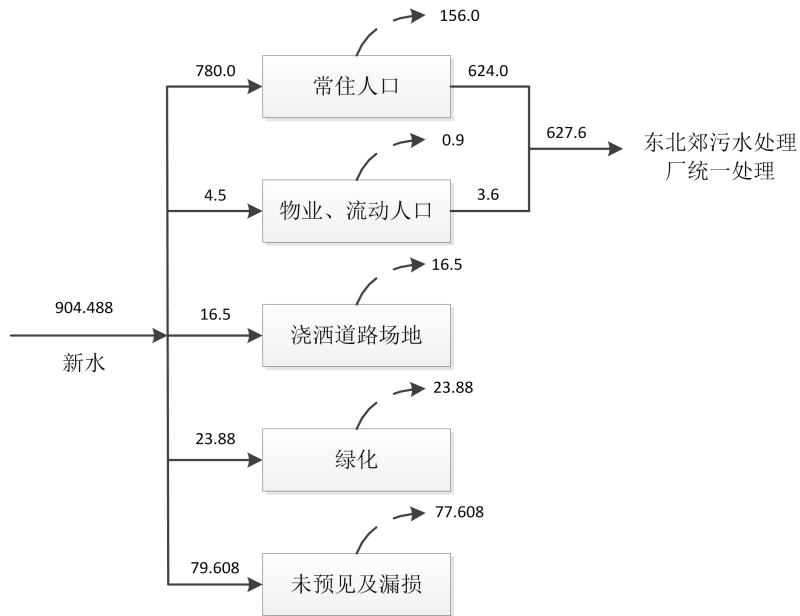 156.0
780.0
常住人口
624.0
0.9
627.6
东北郊污水处理
厂统一处理
4.5
物业、流动人口
3.6
16.5
904.488
16.5
浇洒道路场地
新水
23.88
23.88
绿化
77.608
79.608
未预见及漏损